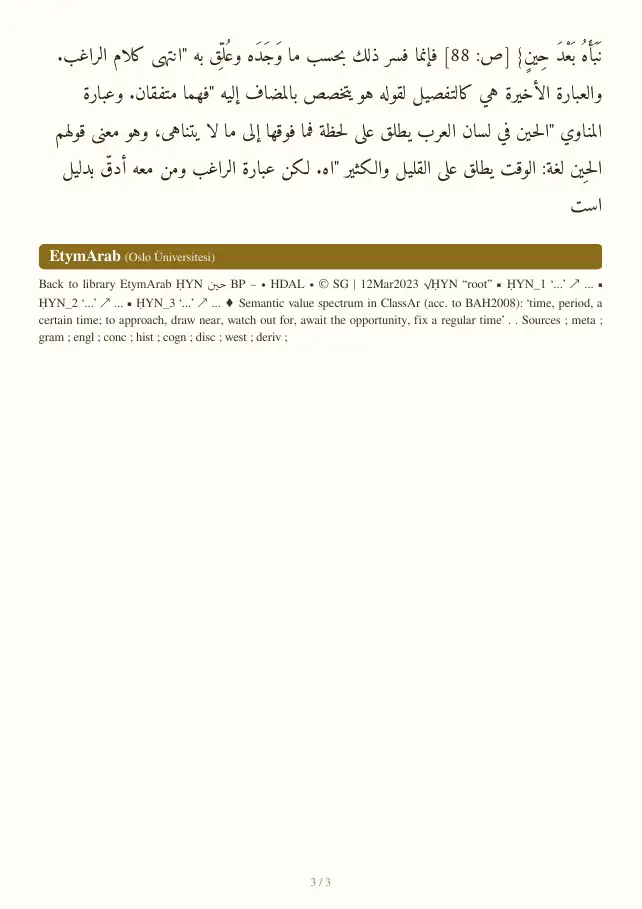 نَبَأَهُ بَعْدَ حِينٍ} [ص: 88] فإنما فسر ذلك بحسب ما وَجَدَه وعُلِّق به "انتهى كلام الراغب.
والعبارة الأخيرة هي كالتفصيل لقوله هو يتخصص بالمضاف إليه "فهما متفقان. وعبارة
المناوي "الحين في لسان العرب يطلق على لحظة فما فوقها إلى ما لا يتناهى، وهو معنى قولهم
الحِين لغة: الوقت يطلق على القليل والكثير "اه. لكن عبارة الراغب ومن معه أدقّ بدليل
است
EtymArab (Oslo Üniversitesi)
Back to library EtymArab ḤYN حين BP – • HDAL • © SG | 12Mar2023 √ḤYN “root” ▪ ḤYN_1 ‘...’ ↗ ... ▪
ḤYN_2 ‘...’ ↗ ... ▪ ḤYN_3 ‘...’ ↗ ... ♦ Semantic value spectrum in ClassAr (acc. to BAH2008): ‘time, period, a
certain time; to approach, draw near, watch out for, await the opportunity, fix a regular time’ . . Sources ; meta ;
gram ; engl ; conc ; hist ; cogn ; disc ; west ; deriv ;
3 / 3